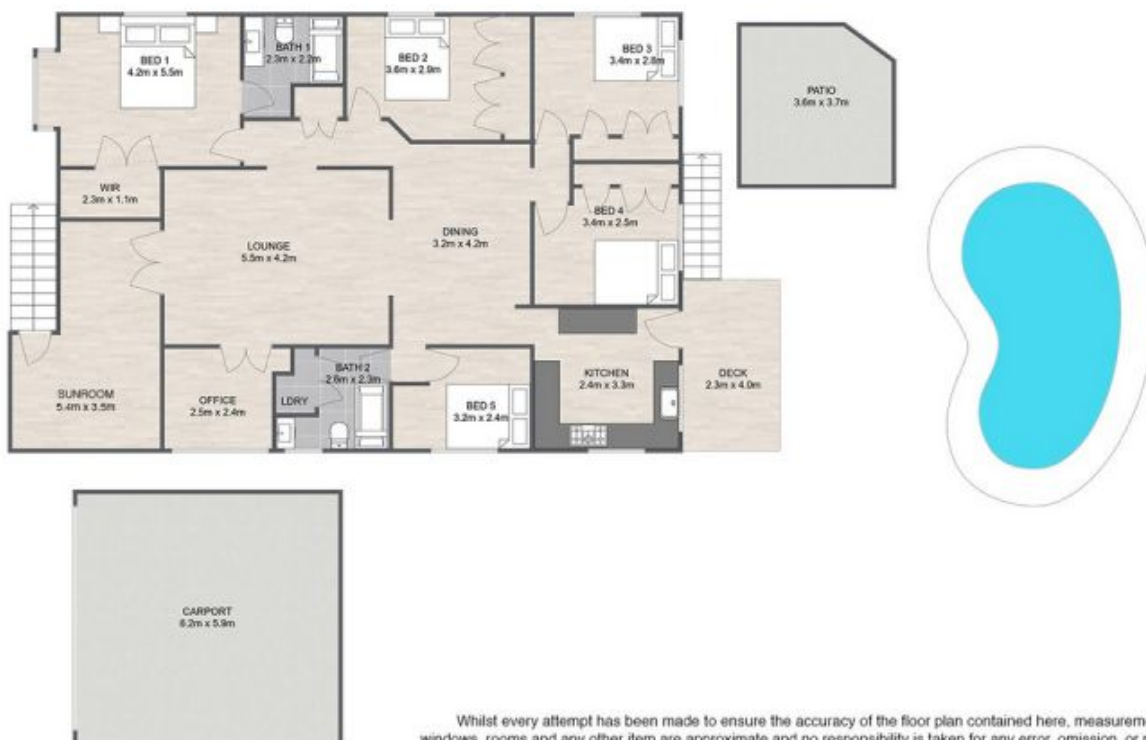 BED 1
4.2m x 5.5m
BATH 1
2.3m x 2.2m
BED 2
3.6m x 2.9m
BED 3
3.4m x 2.8m
PATIO
3.6m x 3.7m
WIR
2.3m x 1.1m
BED 4
3.4m x 2.5m
LOUNGE
5.5m x 4.2m
DINING
3.2m x 4.2m
SUNROOM
5.4m x 3.5m
OFFICE
2.5m x 2.4m
LDRY
BATH 2
2.6m x 2.3m
BED 5
3.2m x 2.4m
KITCHEN
2.4m x 3.3m
DECK
2.3m x 4.0m
CARPORT
6.2m x 5.9m
Whilst every attempt has been made to ensure the accuracy of the floor plan contained here, measureme
windows, rooms and any other item are approximate and no responsibility is taken for any error, omission, or